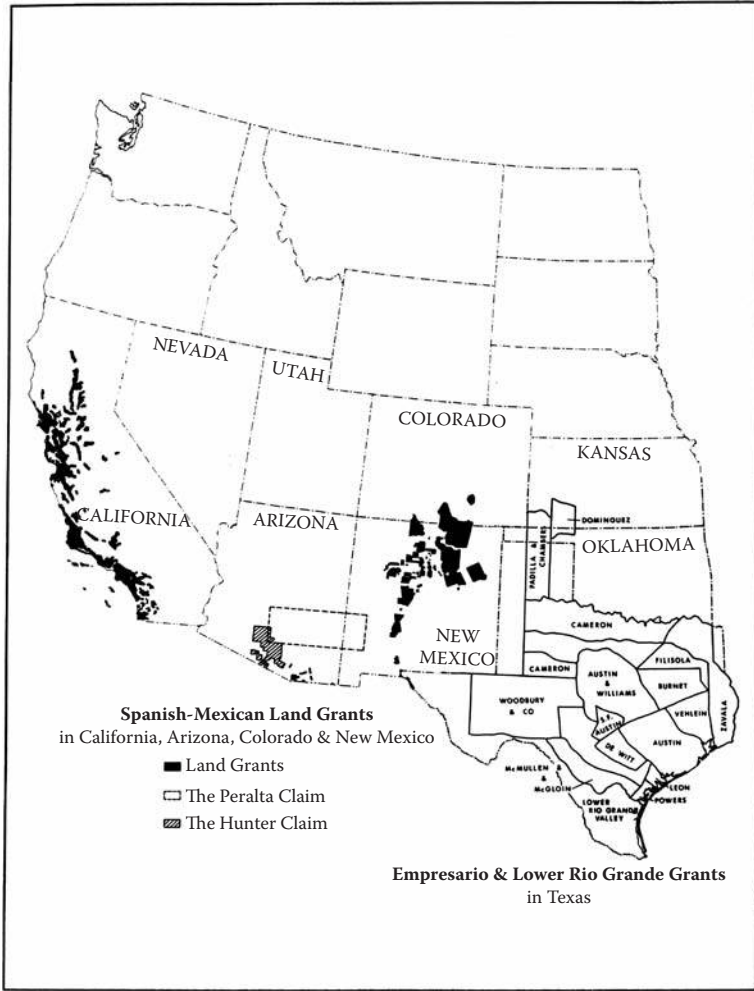 NEVADA
UTAH
COLORADO
KANSAS
CALIFORNIA
ARIZONA
PADILLA &
CHAMBERS
DOMINGUEZ
OKLAHOMA
NEW
MEXICO
CAMERON
CAMERON
FILISOLA
AUSTIN
&
WILLIAMS
BURNET
WOODBURY
& CO
VEHLEIN
ZAVALA
S.F.
AUSTIN
DE WITT
AUSTIN
McMULLEN
&
McGLOIN
LEON
POWERS
LOWER
RIO GRANDE
VALLEY
Spanish-Mexican Land Grants
in California, Arizona, Colorado & New Mexico
Land Grants
The Peralta Claim
The Hunter Claim
Empresario & Lower Rio Grande Grants
in Texas